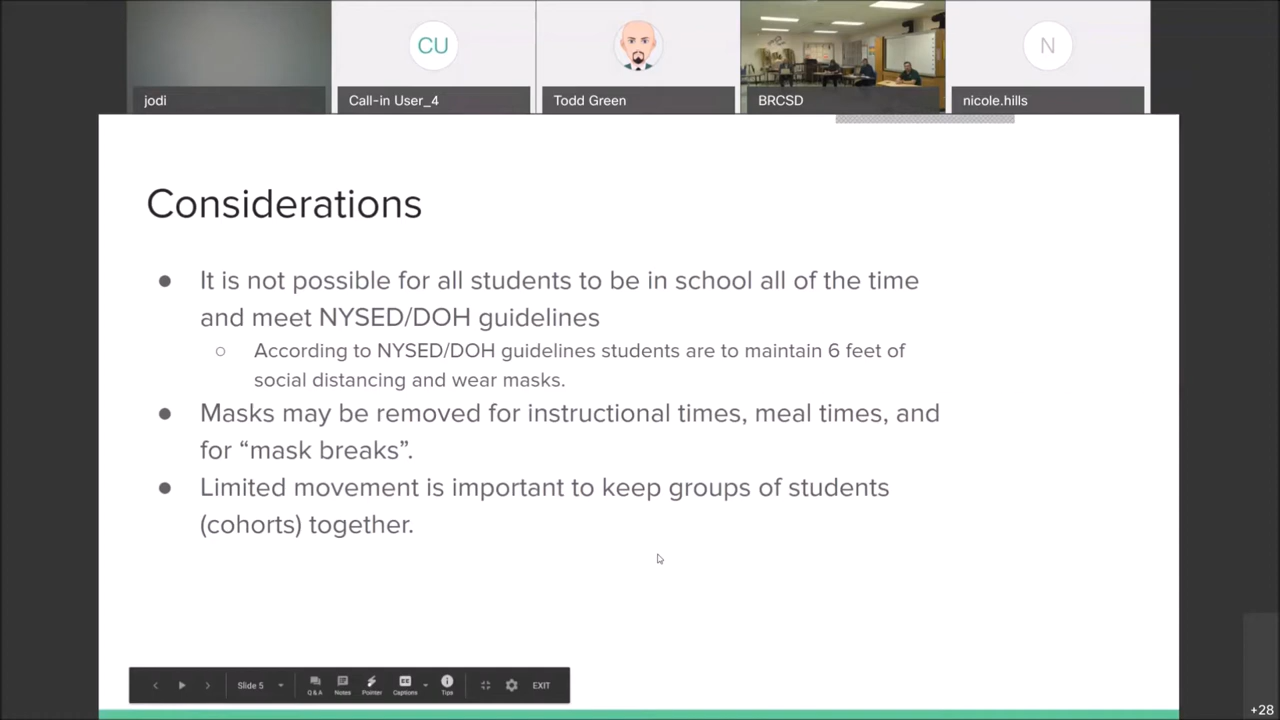 CU
N
jodi
Call-in User_4
Todd Green
BRCSD
nicole.hills
Considerations
● It is not possible for all students to be in school all of the time
and meet NYSED/DOH guidelines
○ According to NYSED/DOH guidelines students are to maintain 6 feet of
social distancing and wear masks.
● Masks may be removed for instructional times, meal times, and
for “mask breaks”.
● Limited movement is important to keep groups of students
(cohorts) together.
Slide 5
Q & A
Notes
Pointer
CC
Captions
Tips
EXIT
+28